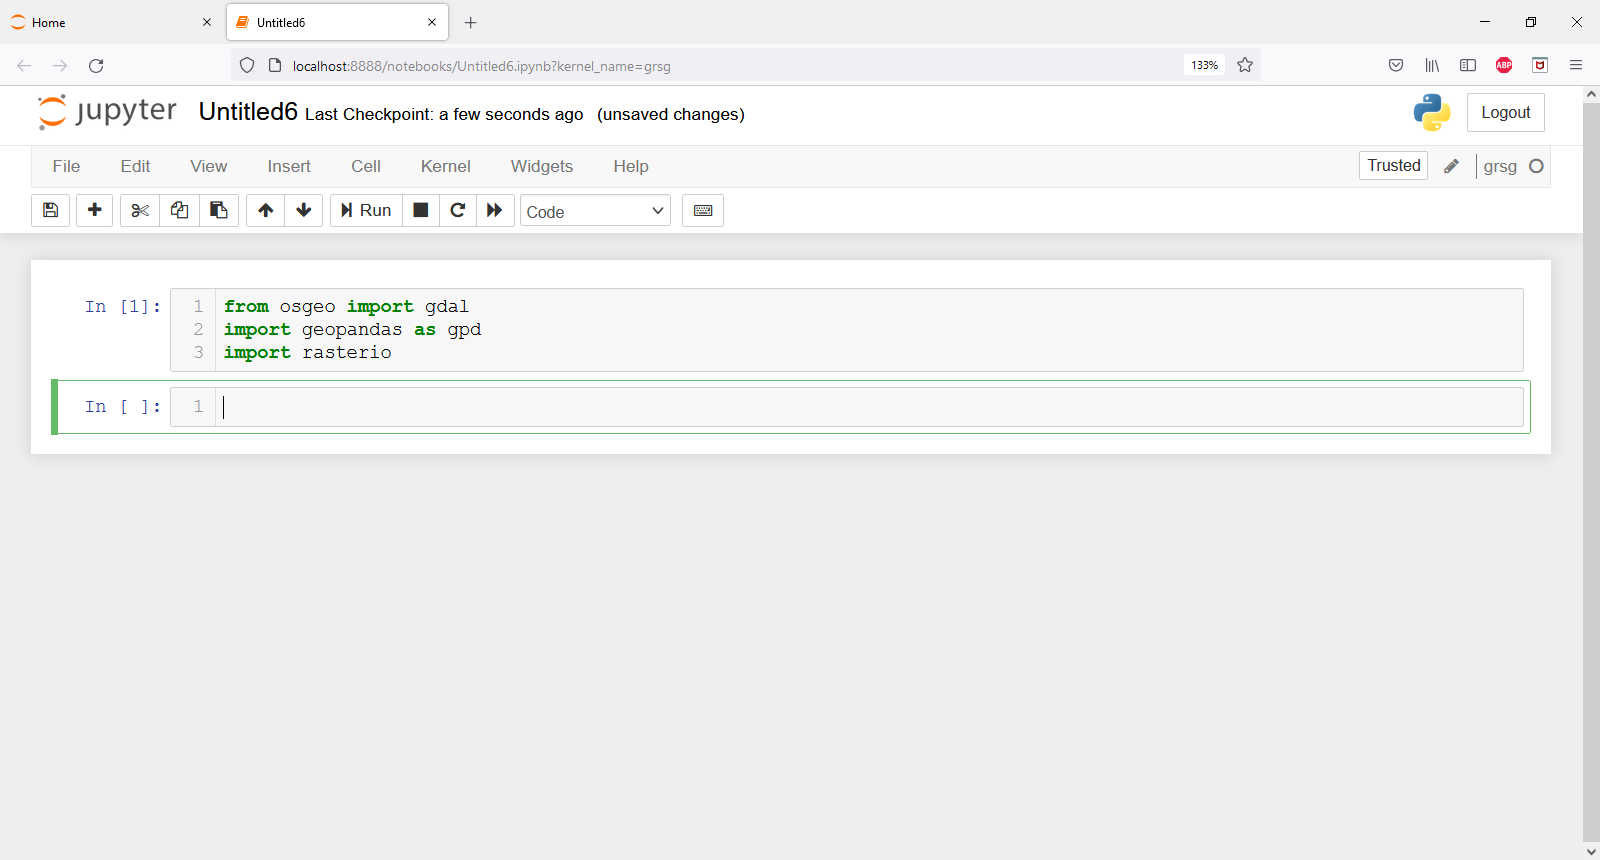 Home
Untitled6
localhost:8888/notebooks/Untitled6.ipynb?kernel_name=grsg
133%
ABP
jupyter Untitled6 Last Checkpoint: a few seconds ago (unsaved changes)
Logout
File Edit View Insert Cell Kernel Widgets Help
Trusted
grsg
Run
Code
In [1]:
1 from osgeo import gdal
2 import geopandas as gpd
3 import rasterio
In [ ]:
1